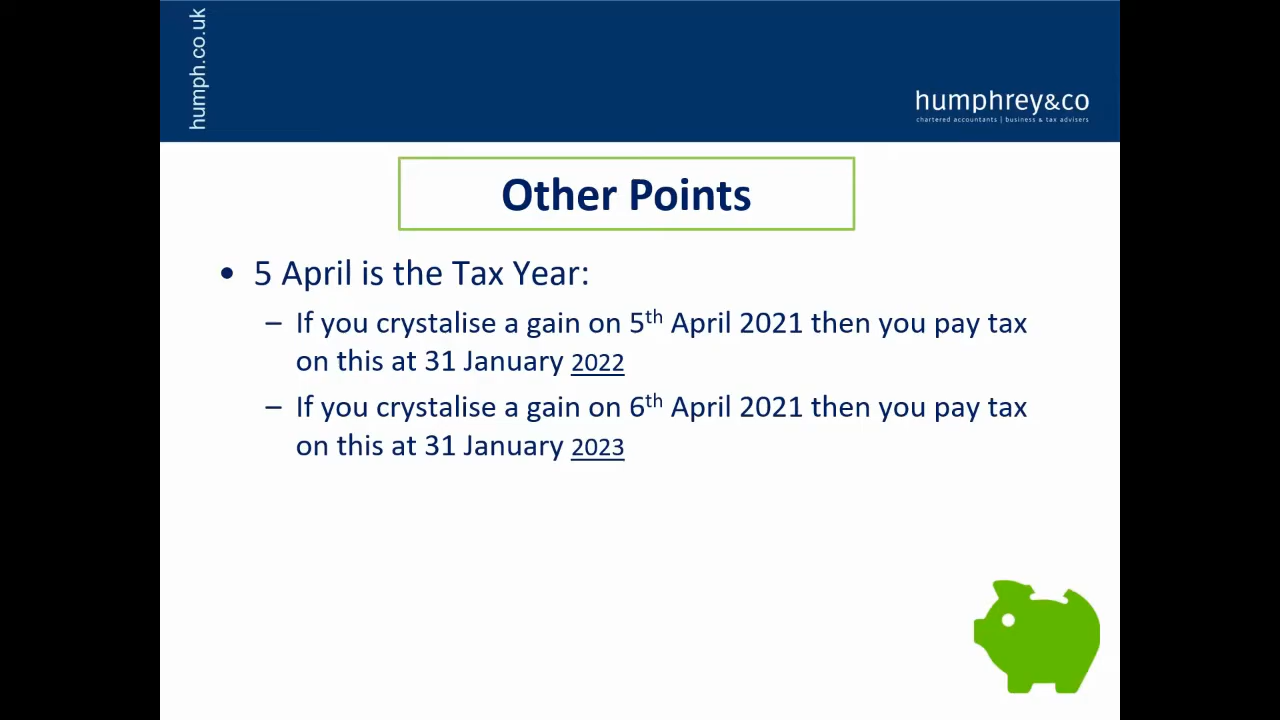 humph.co.uk
humphrey&co
chartered accountants | business & tax advisers
Other Points
• 5 April is the Tax Year:
– If you crystalise a gain on 5th April 2021 then you pay tax
on this at 31 January 2022
– If you crystalise a gain on 6th April 2021 then you pay tax
on this at 31 January 2023